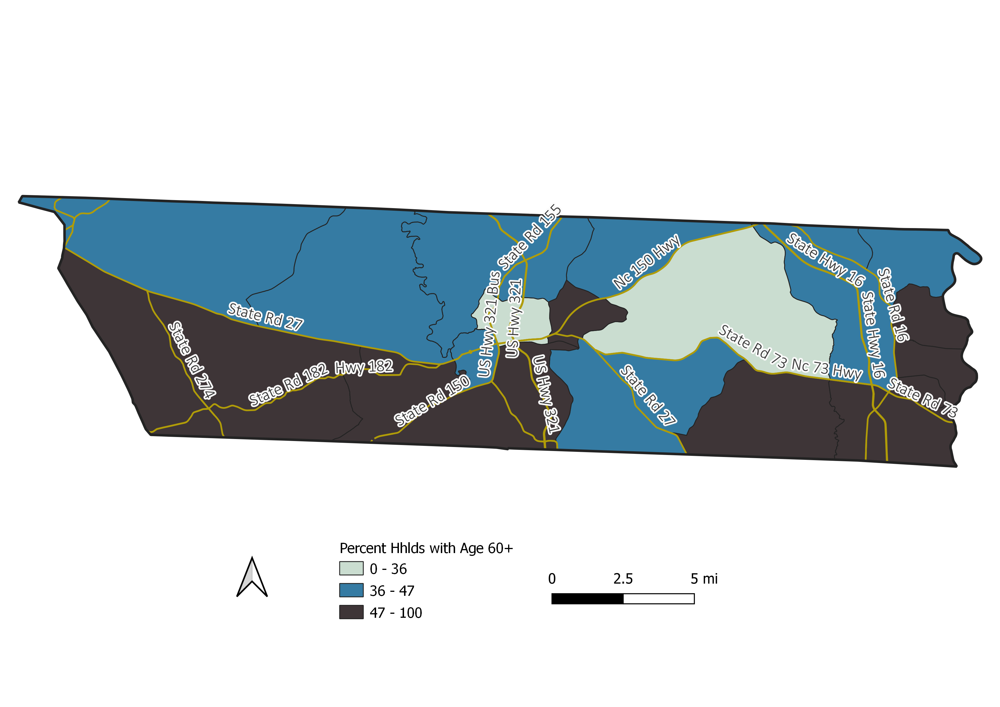 State Rd 155
Nc 150 Hwy
State Hwy 16
State Rd 16
US Hwy 321 Bus
US Hwy 321
State Rd 27
State Hwy 16
State Rd 274
State Rd 73 Nc 73 Hwy
State Rd 182 Hwy 182
US Hwy 321
State Rd 27
State Rd 150
State Rd 73
Percent Hhlds with Age 60+
0 - 36
36 - 47
47 - 100
0 2.5 5 mi